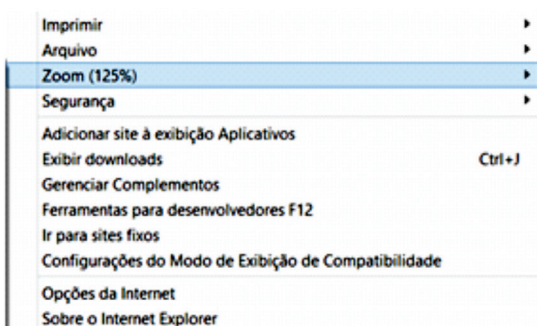 Imprimir
Arquivo
Zoom (125%)
Segurança
Adicionar site à exibição Aplicativos
Exibir downloads Ctrl+J
Gerenciar Complementos
Ferramentas para desenvolvedores F12
Ir para sites fixos
Configurações do Modo de Exibição de Compatibilidade
Opções da Internet
Sobre o Internet Explorer